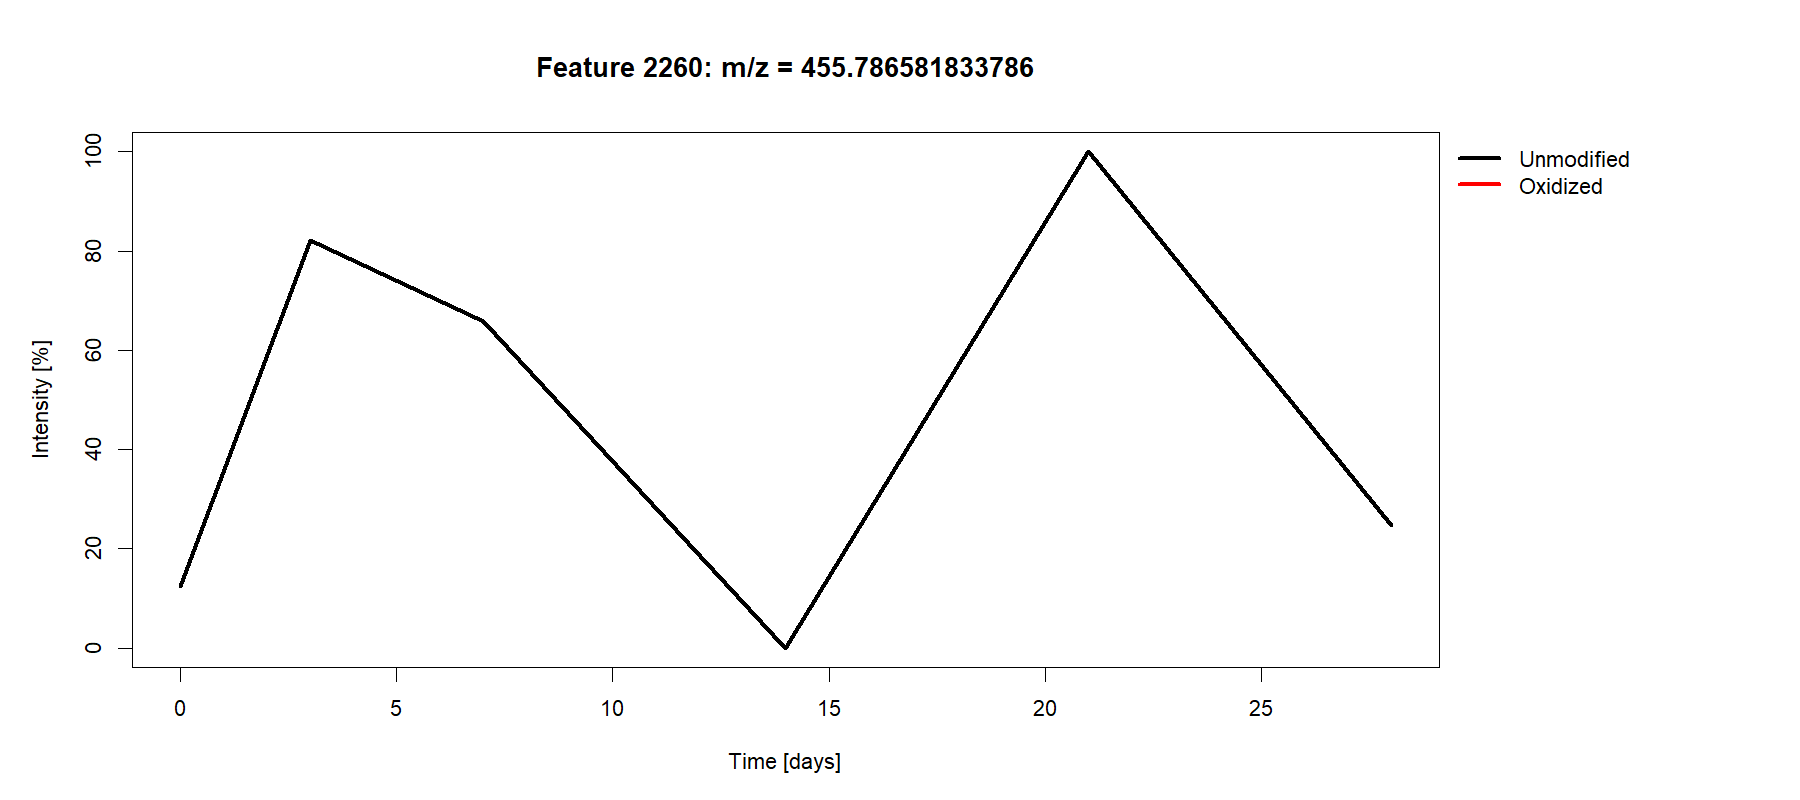 Feature 2260: m/z = 455.786581833786
Unmodified
Oxidized
Intensity [%]
100
80
60
40
20
0
0 5 10 15 20 25
Time [days]